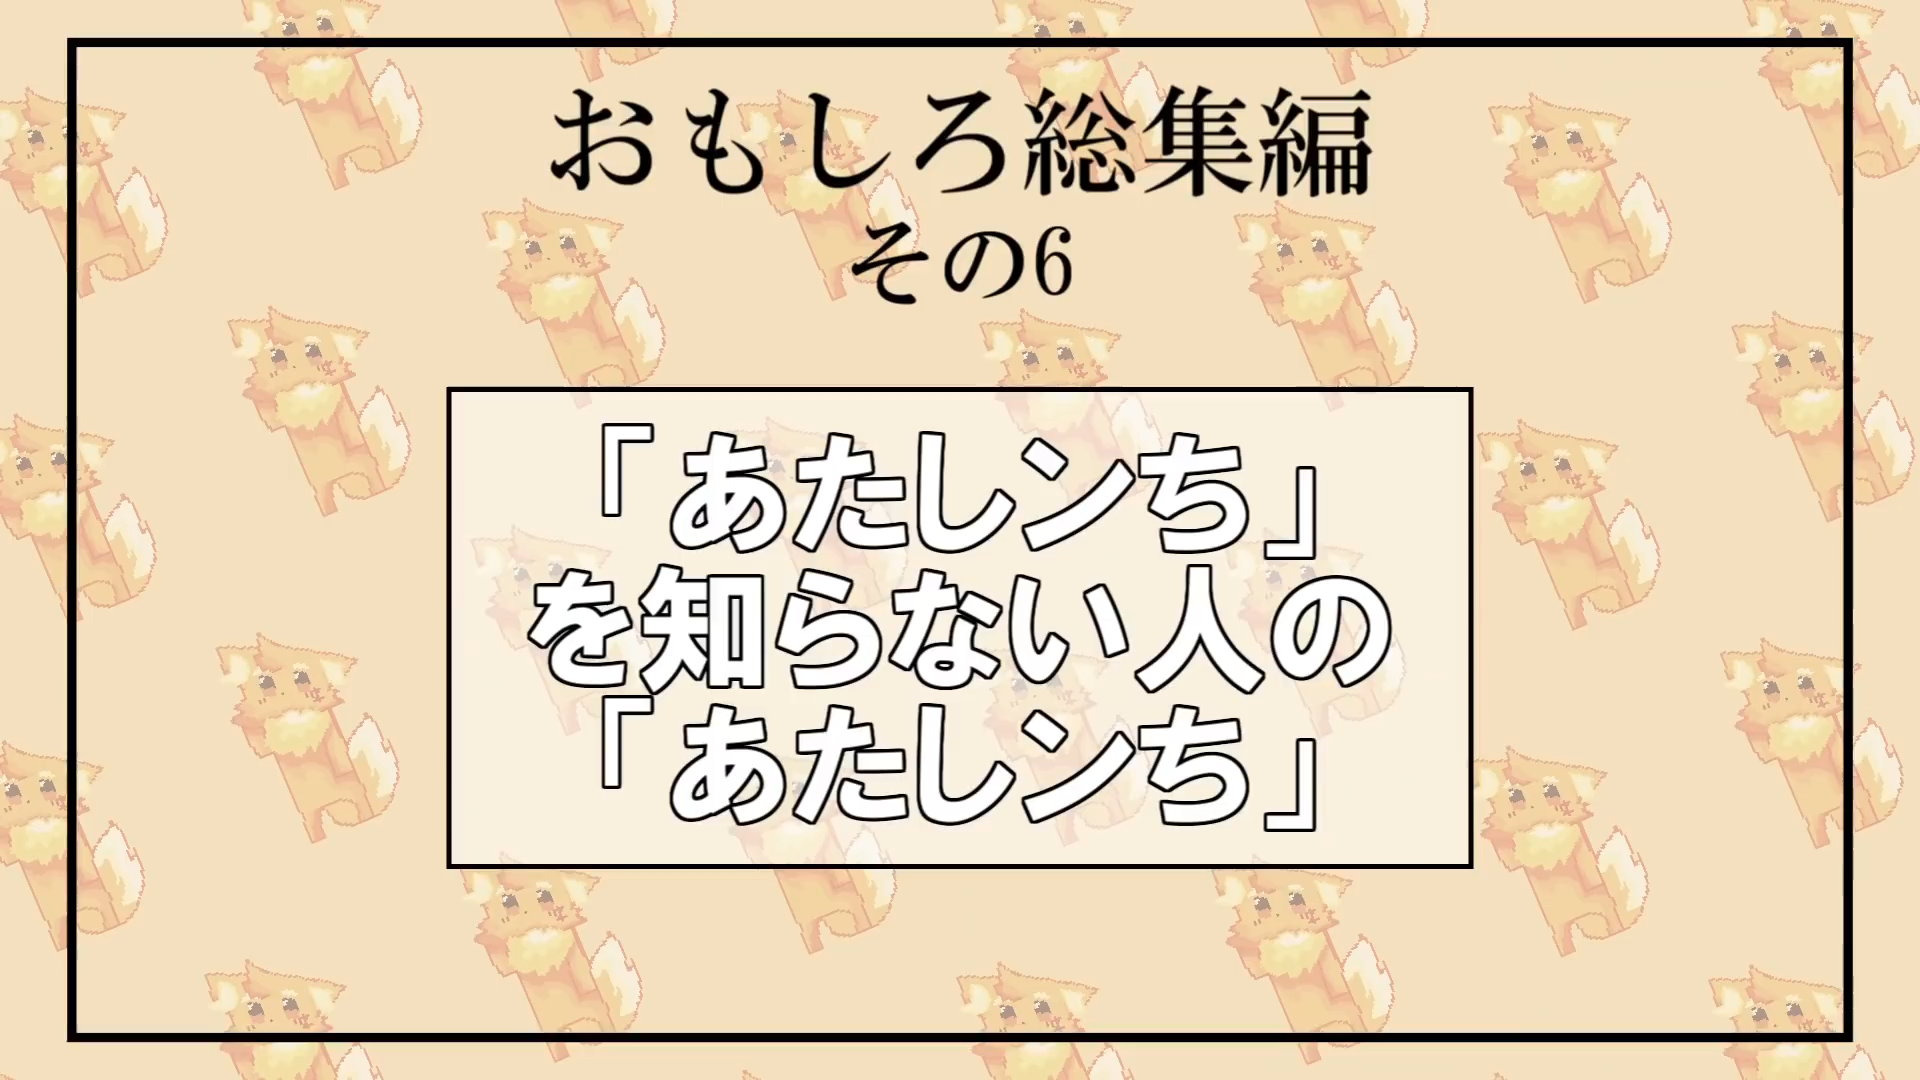 おもしろ総集編
その6
「あたしンち」
を知らない人の
「あたしンち」